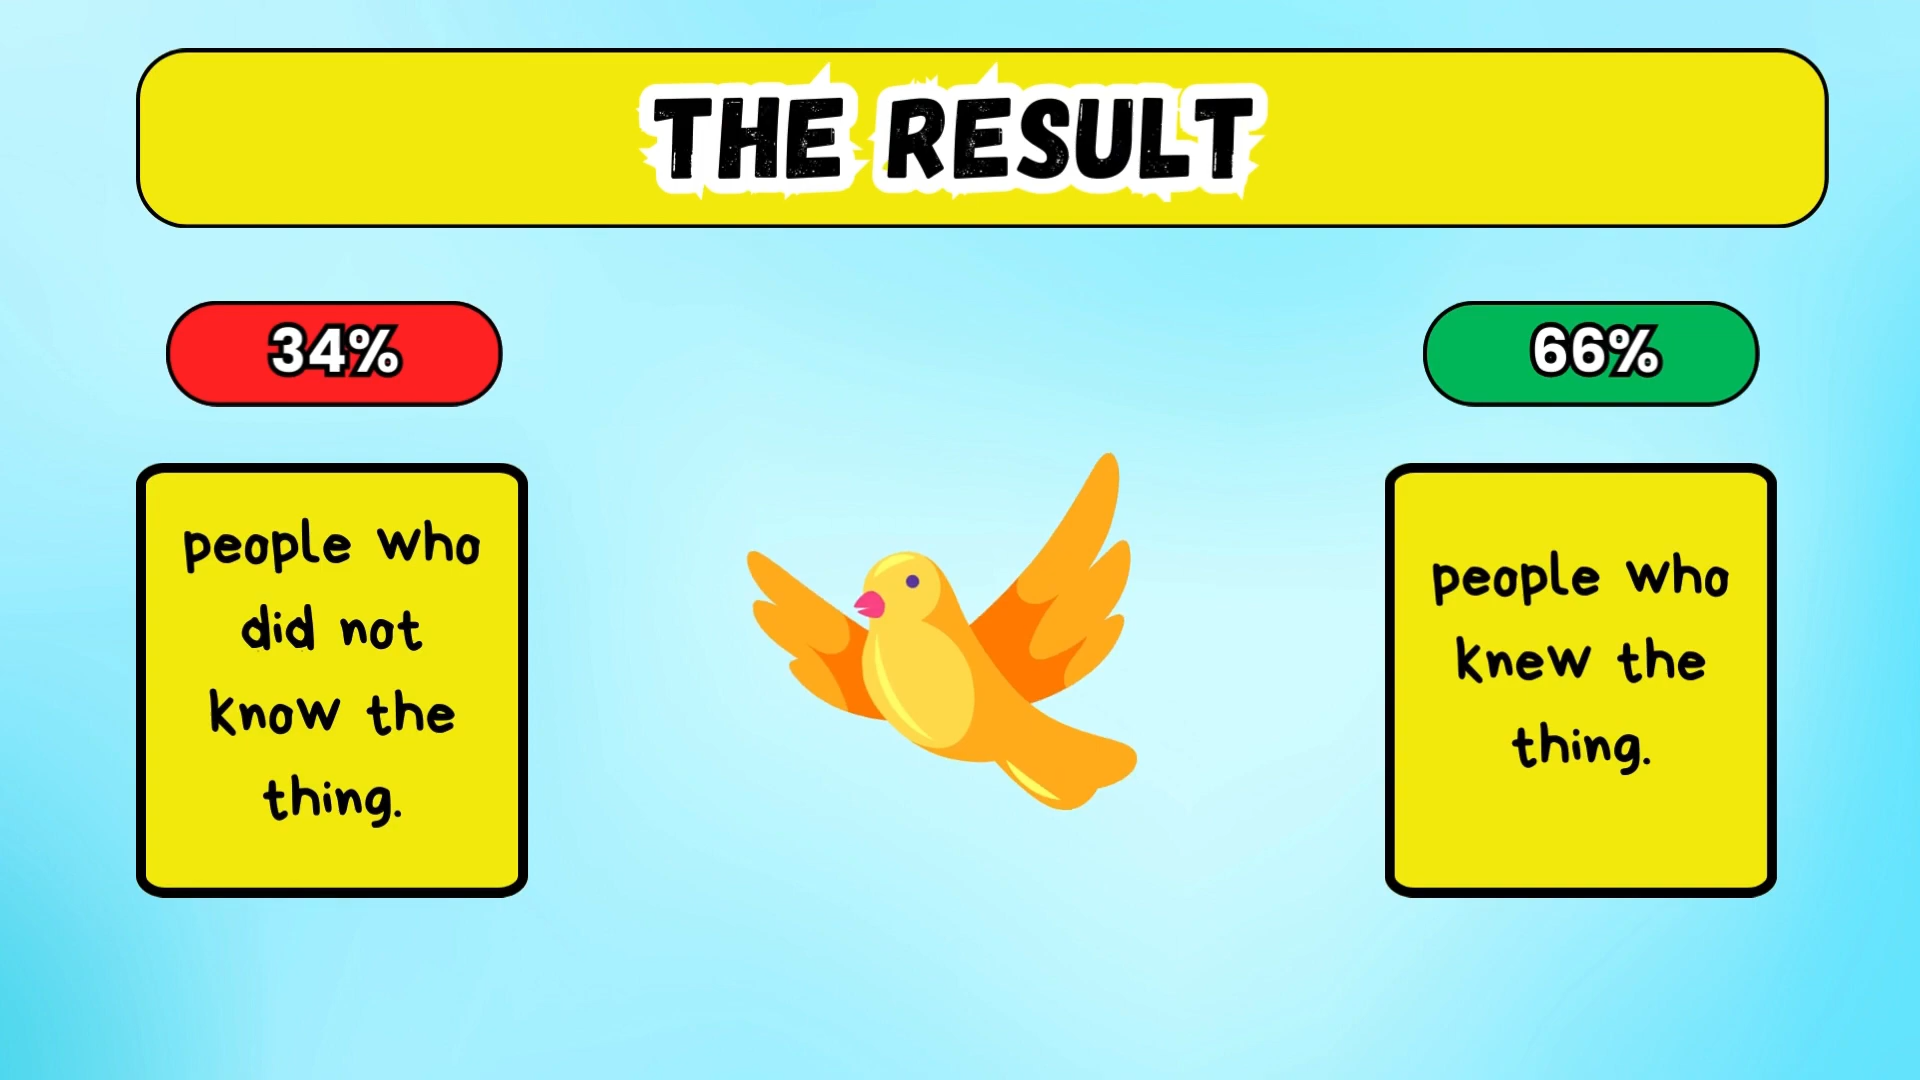 THE RESULT
34%
66%
people who
did not
know the
thing.
people who
knew the
thing.